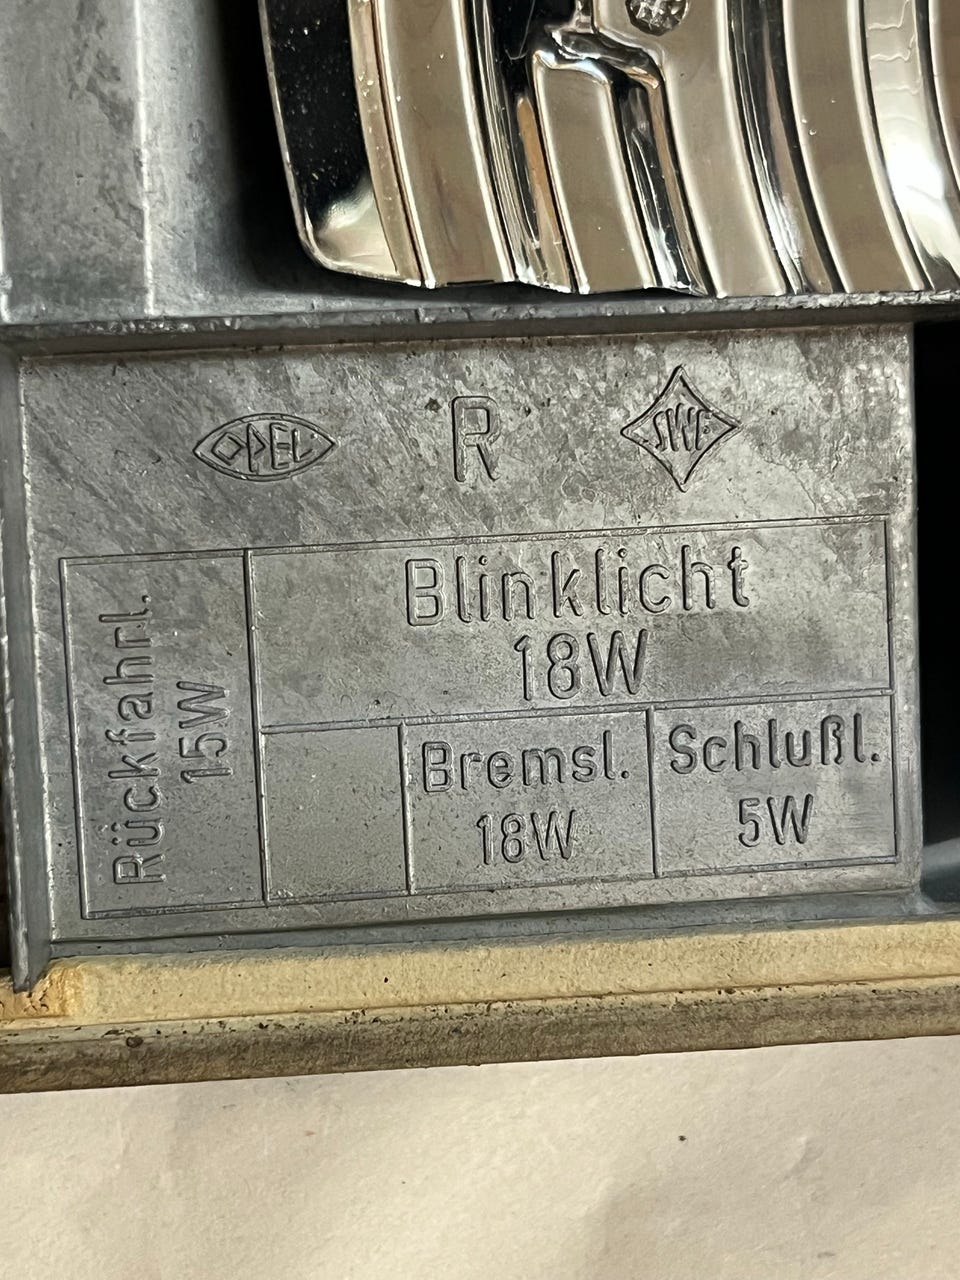 OPEL
R
SWF
Blinklicht
18W
Rückfahrl.
15W
Bremsl.
18W
Schlußl.
5W